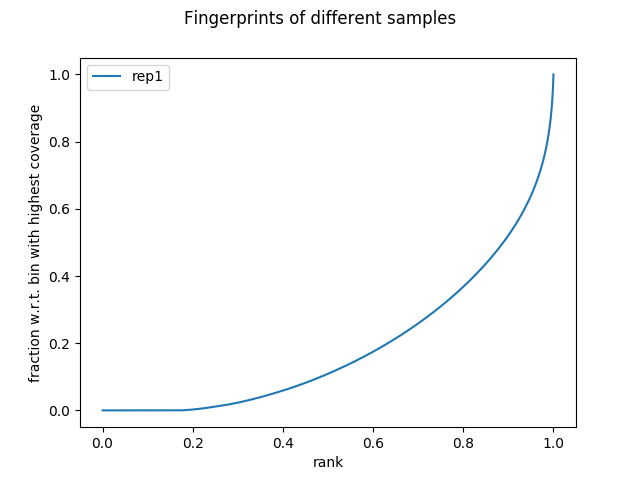 Fingerprints of different samples
rep1
fraction w.r.t. bin with highest coverage
1.0
0.8
0.6
0.4
0.2
0.0
0.0 0.2 0.4 0.6 0.8 1.0
rank